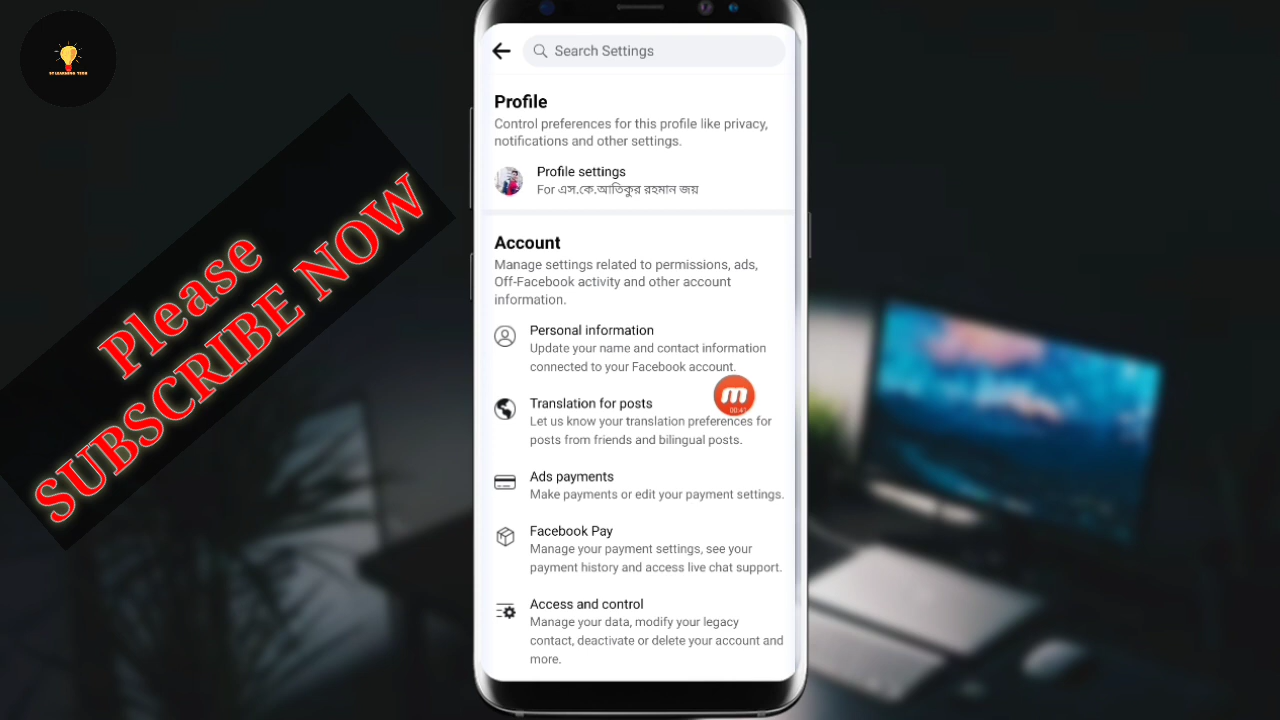 Please
SUBSCRIBE NOW
Search Settings
Profile
Control preferences for this profile like privacy,
notifications and other settings.
Profile settings
For এস.কে.আতিকুর রহমান জয়
Account
Manage settings related to permissions, ads,
Off-Facebook activity and other account
information.
Personal information
Update your name and contact information
connected to your Facebook account.
00:41
Translation for posts
Let us know your translation preferences for
posts from friends and bilingual posts.
Ads payments
Make payments or edit your payment settings.
Facebook Pay
Manage your payment settings, see your
payment history and access live chat support.
Access and control
Manage your data, modify your legacy
contact, deactivate or delete your account and
more.